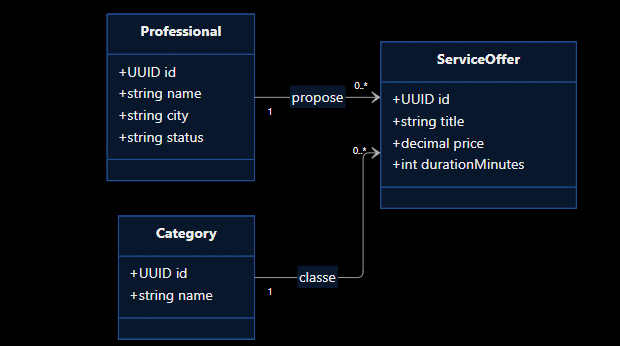 Professional
+UUID id
+string name
+string city
+string status
1
propose
0..*
ServiceOffer
+UUID id
+string title
+decimal price
+int durationMinutes
0..*
Category
+UUID id
+string name
1
classe